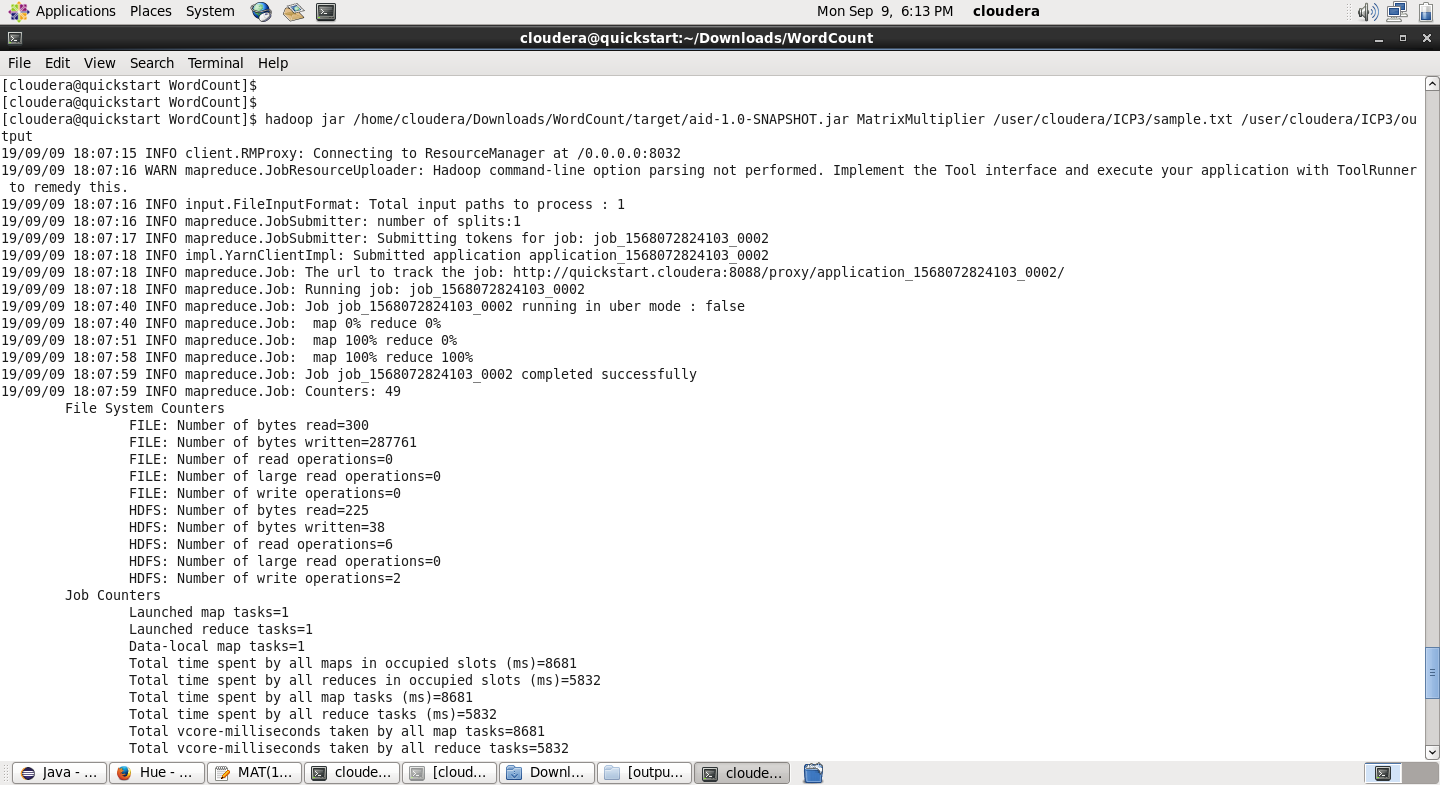 Applications Places System Mon Sep 9, 6:13 PM cloudera
cloudera@quickstart:~/Downloads/WordCount
File Edit View Search Terminal Help
[cloudera@quickstart WordCount]$
[cloudera@quickstart WordCount]$
[cloudera@quickstart WordCount]$ hadoop jar /home/cloudera/Downloads/WordCount/target/aid-1.0-SNAPSHOT.jar MatrixMultiplier /user/cloudera/ICP3/sample.txt /user/cloudera/ICP3/ou
tput
19/09/09 18:07:15 INFO client.RMProxy: Connecting to ResourceManager at /0.0.0.0:8032
19/09/09 18:07:16 WARN mapreduce.JobResourceUploader: Hadoop command-line option parsing not performed. Implement the Tool interface and execute your application with ToolRunner
 to remedy this.
19/09/09 18:07:16 INFO input.FileInputFormat: Total input paths to process : 1
19/09/09 18:07:16 INFO mapreduce.JobSubmitter: number of splits:1
19/09/09 18:07:17 INFO mapreduce.JobSubmitter: Submitting tokens for job: job_1568072824103_0002
19/09/09 18:07:18 INFO impl.YarnClientImpl: Submitted application application_1568072824103_0002
19/09/09 18:07:18 INFO mapreduce.Job: The url to track the job: http://quickstart.cloudera:8088/proxy/application_1568072824103_0002/
19/09/09 18:07:18 INFO mapreduce.Job: Running job: job_1568072824103_0002
19/09/09 18:07:40 INFO mapreduce.Job: Job job_1568072824103_0002 running in uber mode : false
19/09/09 18:07:40 INFO mapreduce.Job:  map 0% reduce 0%
19/09/09 18:07:51 INFO mapreduce.Job:  map 100% reduce 0%
19/09/09 18:07:58 INFO mapreduce.Job:  map 100% reduce 100%
19/09/09 18:07:59 INFO mapreduce.Job: Job job_1568072824103_0002 completed successfully
19/09/09 18:07:59 INFO mapreduce.Job: Counters: 49
File System Counters
FILE: Number of bytes read=300
FILE: Number of bytes written=287761
FILE: Number of read operations=0
FILE: Number of large read operations=0
FILE: Number of write operations=0
HDFS: Number of bytes read=225
HDFS: Number of bytes written=38
HDFS: Number of read operations=6
HDFS: Number of large read operations=0
HDFS: Number of write operations=2
Job Counters
Launched map tasks=1
Launched reduce tasks=1
Data-local map tasks=1
Total time spent by all maps in occupied slots (ms)=8681
Total time spent by all reduces in occupied slots (ms)=5832
Total time spent by all map tasks (ms)=8681
Total time spent by all reduce tasks (ms)=5832
Total vcore-milliseconds taken by all map tasks=8681
Total vcore-milliseconds taken by all reduce tasks=5832
Java - ... Hue - ... MAT(1... cloude... [cloud... Downl... [outpu... cloude...